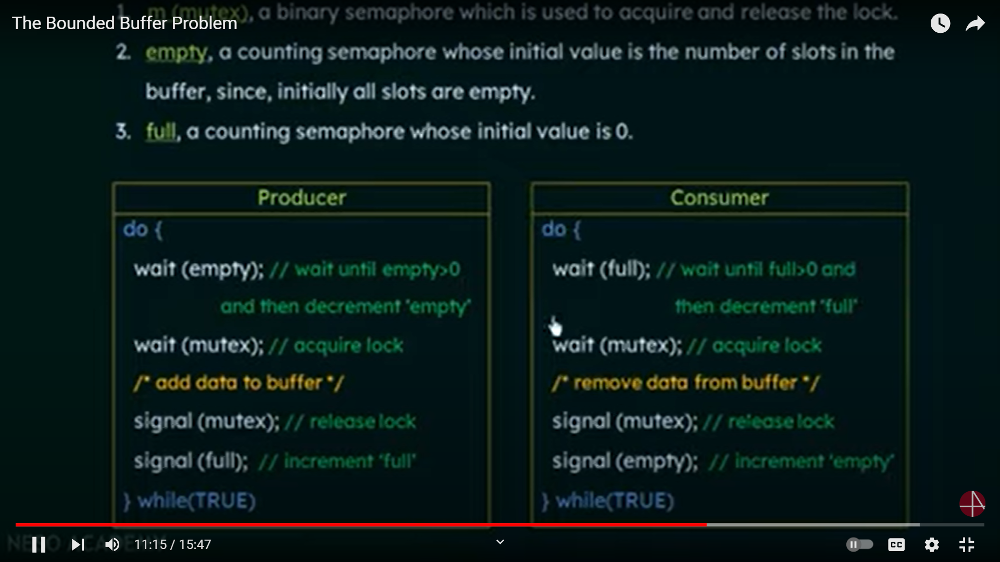 1. m (mutex), a binary semaphore which is used to acquire and release the lock.
The Bounded Buffer Problem
2. empty, a counting semaphore whose initial value is the number of slots in the
buffer, since, initially all slots are empty.
3. full, a counting semaphore whose initial value is 0.
Producer
do {
wait (empty); // wait until empty>0
and then decrement 'empty'
wait (mutex); // acquire lock
/* add data to buffer */
signal (mutex); // release lock
signal (full); // increment 'full'
} while(TRUE)
Consumer
do {
wait (full); // wait until full>0 and
then decrement 'full'
wait (mutex); // acquire lock
/* remove data from buffer */
signal (mutex); // release lock
signal (empty); // increment 'empty'
} while(TRUE)
NESO ACADEMY
11:15 / 15:47
CC